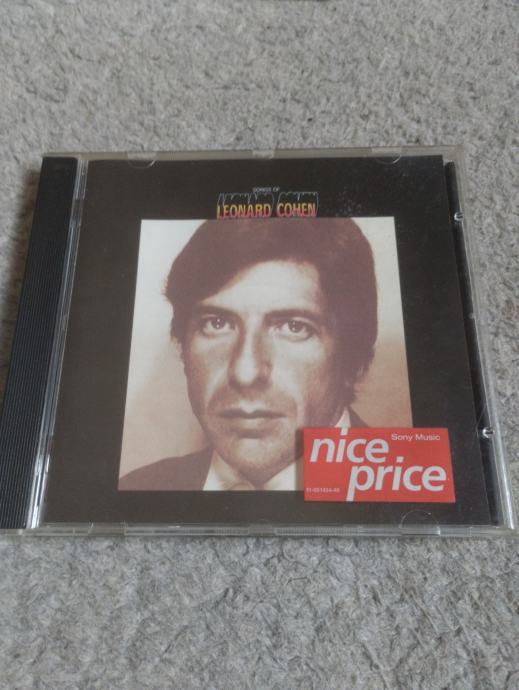 SONGS OF
LEONARD COHEN
Sony Music
nice
price